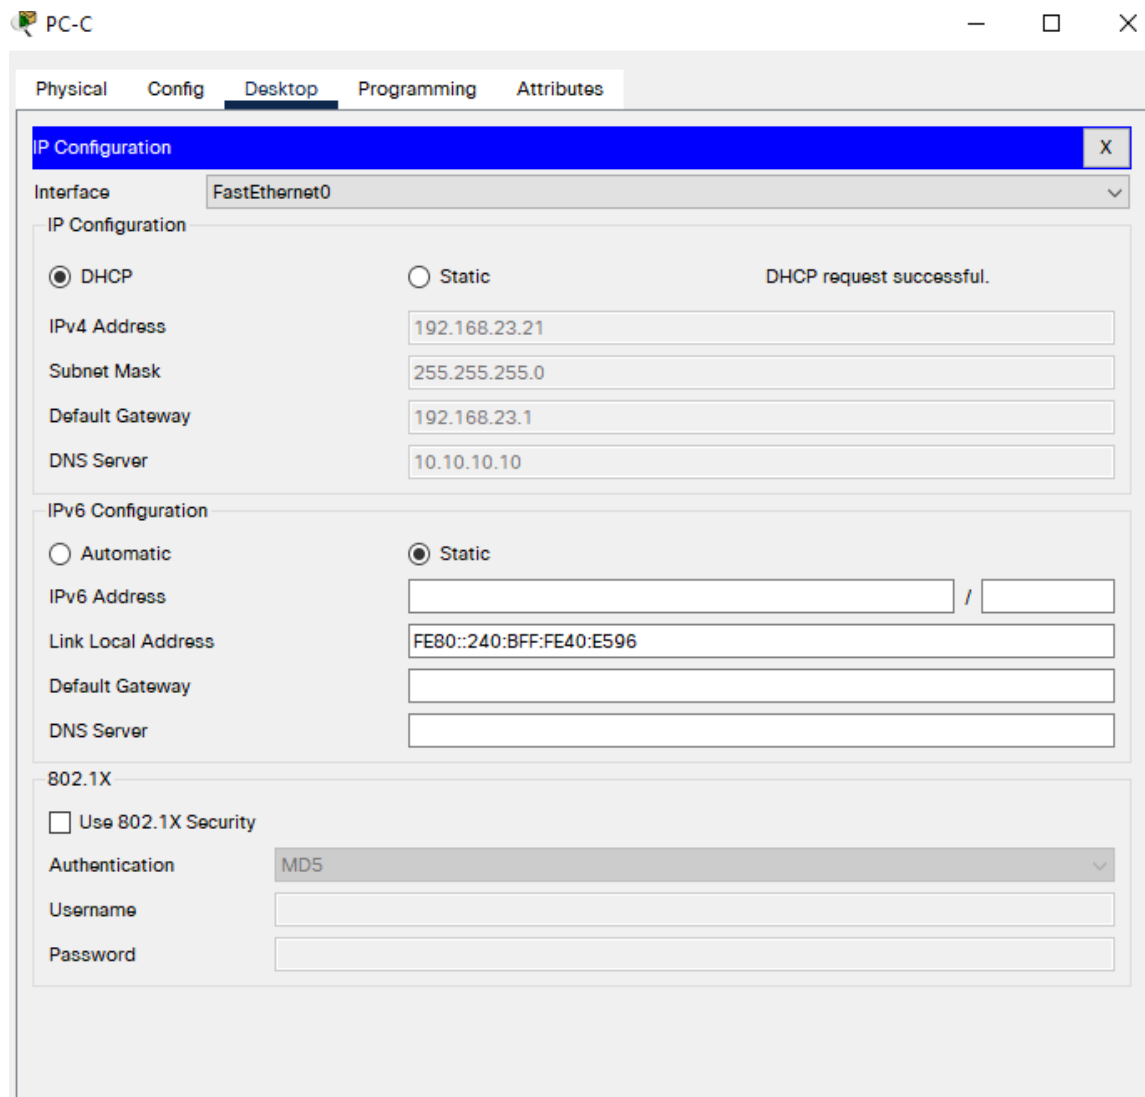 PC-C
Physical Config Desktop Programming Attributes
IP Configuration X
Interface FastEthernet0
IP Configuration
DHCP Static DHCP request successful.
IPv4 Address 192.168.23.21
Subnet Mask 255.255.255.0
Default Gateway 192.168.23.1
DNS Server 10.10.10.10
IPv6 Configuration
Automatic Static
IPv6 Address /
Link Local Address FE80::240:BFF:FE40:E596
Default Gateway
DNS Server
802.1X
Use 802.1X Security
Authentication MD5
Username
Password